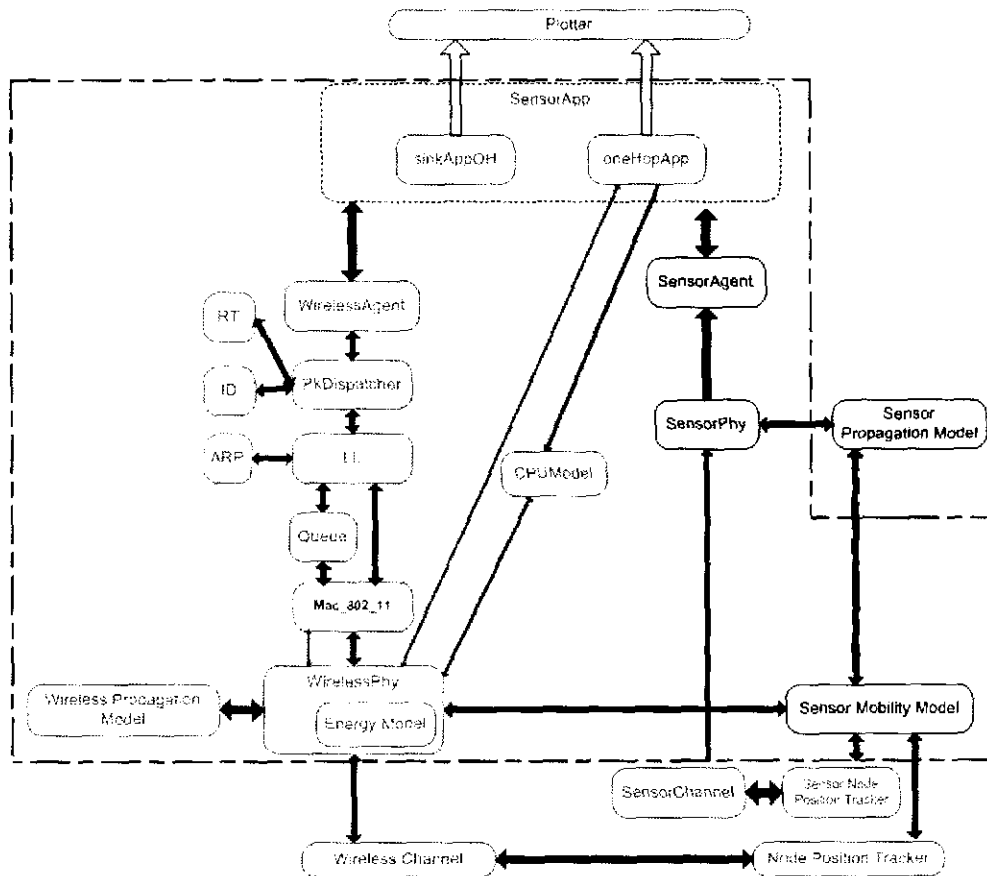 Plotter
SensorApp
sinkAppOH
oneHopApp
SensorAgent
WirelessAgent
RT
PkDispatcher
ID
SensorPhy
Sensor
Propagation Model
ARP
LL
CPUModel
Queue
Mac_802_11
WirelessPhy
Wireless Propagation
Model
Energy Model
Sensor Mobility Model
SensorChannel
Sensor Node
Position Tracker
Wireless Channel
Node Position Tracker